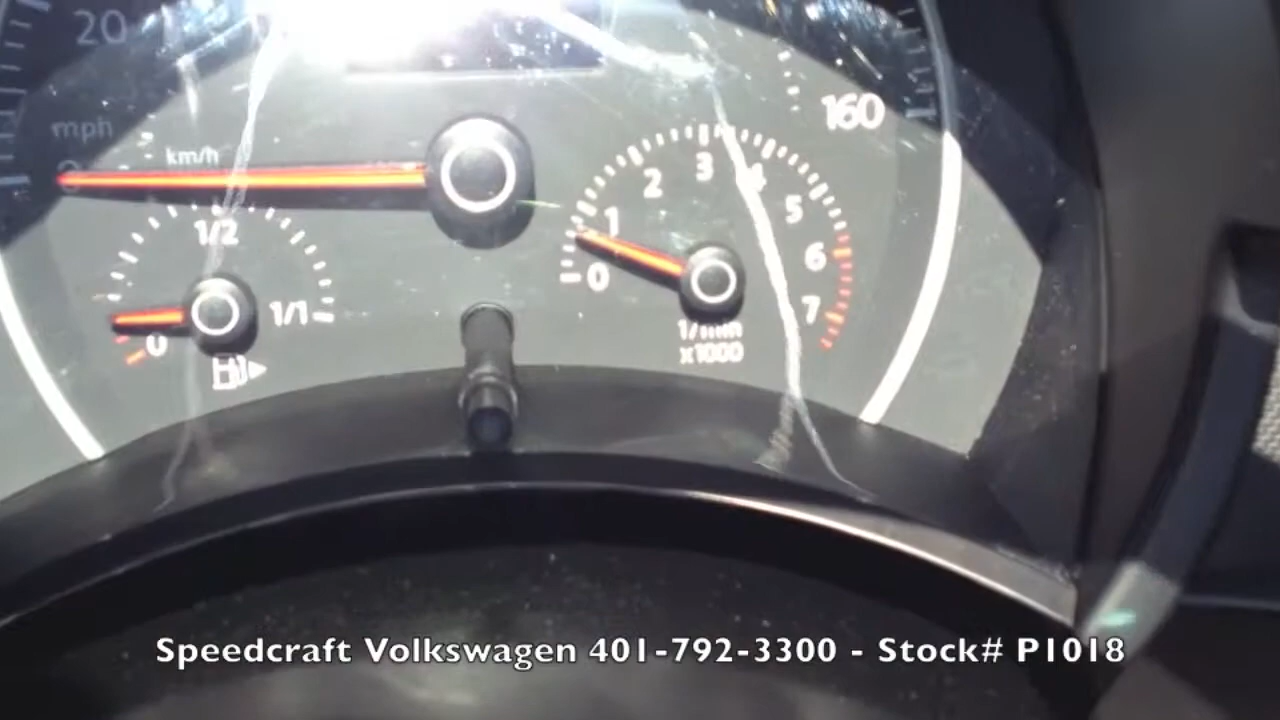 20
160
mph
km/h
1/2
0
1/1
0
1
2
3
4
5
6
7
1/min
x1000
Speedcraft Volkswagen 401-792-3300 - Stock# P1018